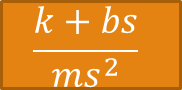 k + bs
ms²